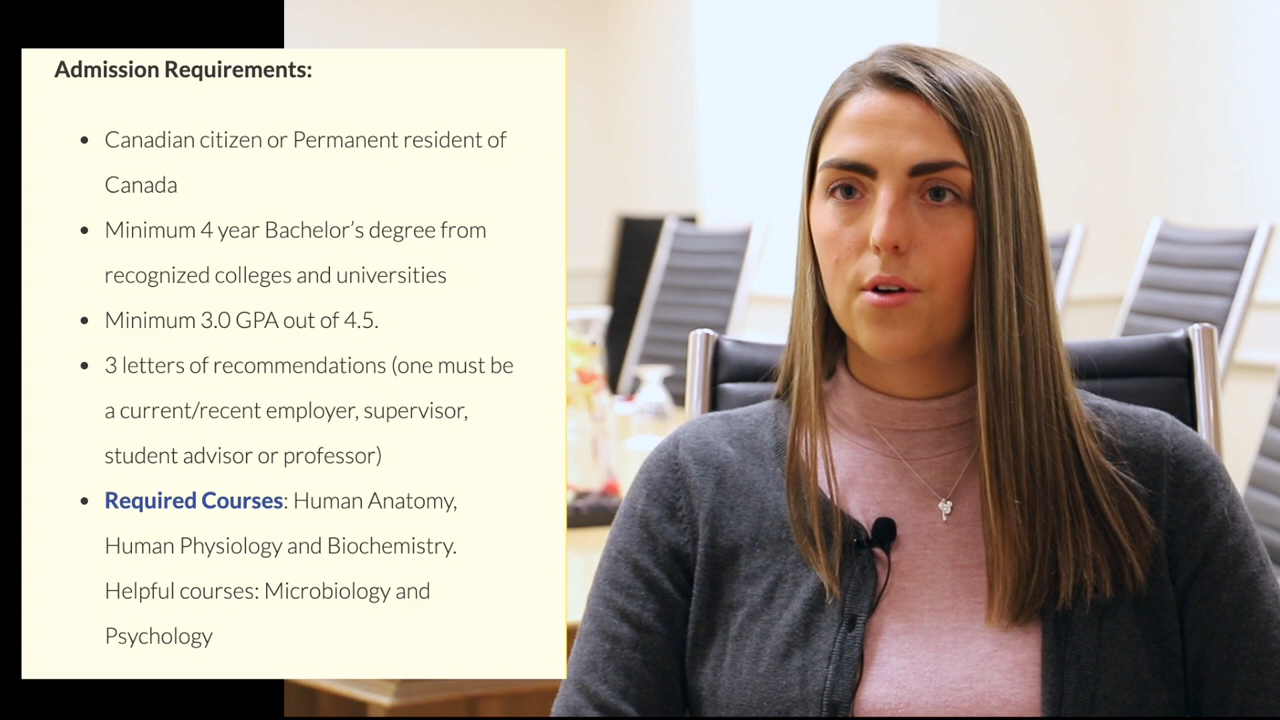 Admission Requirements:
• Canadian citizen or Permanent resident of
Canada
• Minimum 4 year Bachelor’s degree from
recognized colleges and universities
• Minimum 3.0 GPA out of 4.5.
• 3 letters of recommendations (one must be
a current/recent employer, supervisor,
student advisor or professor)
• Required Courses: Human Anatomy,
Human Physiology and Biochemistry.
Helpful courses: Microbiology and
Psychology